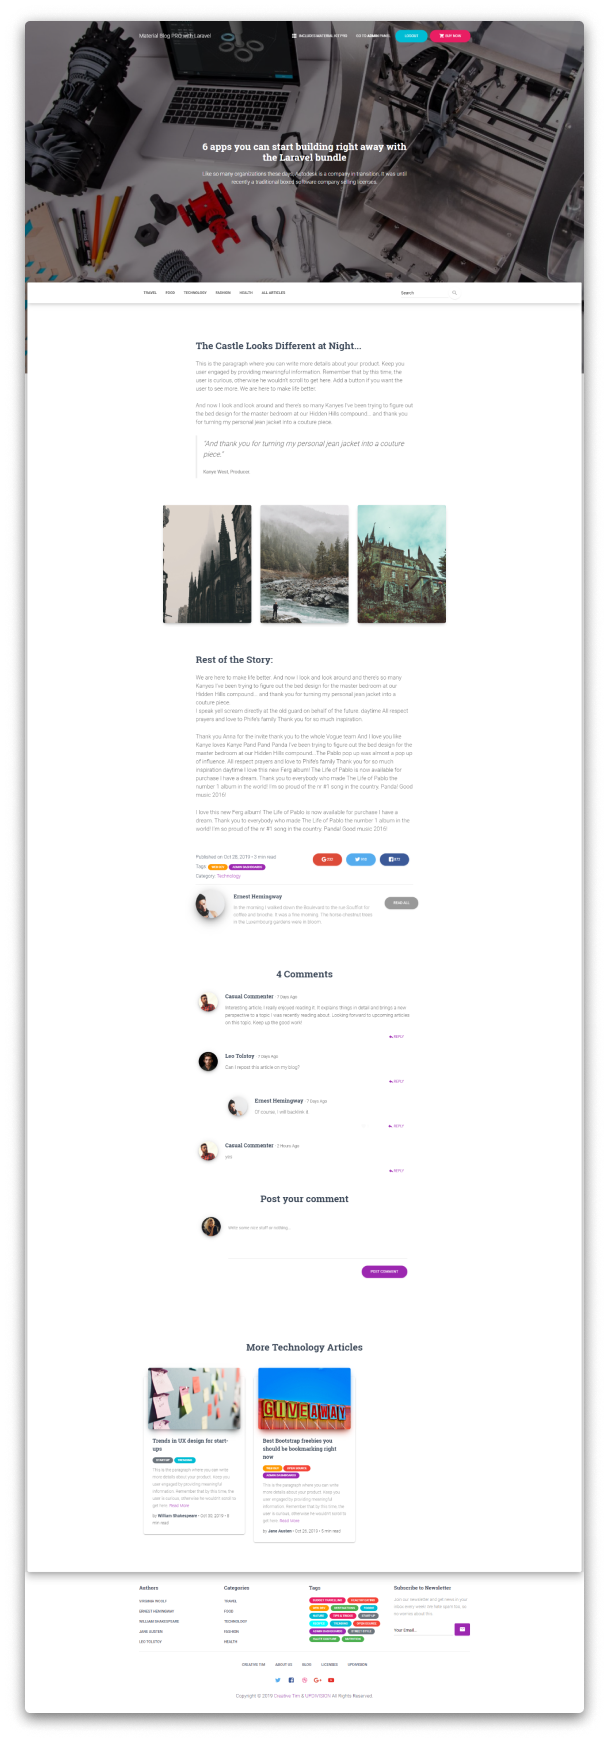 Material Blog PRO with Laravel
BUY NOW
6 apps you can start building right away with
the Laravel bundle
Like so many organizations these days, Autodesk is a company in transition. It was until
recently a traditional boxed software company selling licenses.
TRAVEL FOOD TECHNOLOGY FASHION HEALTH ALL ARTICLES Search
The Castle Looks Different at Night...
This is the paragraph where you can write more details about your product. Keep you
user engaged by providing meaningful information. Remember that by this time, the
user is curious, otherwise he wouldn't scroll to get here. Add a button if you want the
user to see more. We are here to make life better.
And now I look and look around and there's so many Kanyes I've been trying to figure out
the bed design for the master bedroom at our Hidden Hills compound... and thank you
for turning my personal jean jacket into a couture piece.
"And thank you for turning my personal jean jacket into a couture
piece."
Kanye West, Producer.
Rest of the Story:
We are here to make life better. And now I look and look around and there's so many
Kanyes I've been trying to figure out the bed design for the master bedroom at our
Hidden Hills compound... and thank you for turning my personal jean jacket into a
couture piece.
I speak yell scream directly at the old guard on behalf of the future. daytime All respect
prayers and love to Phife's family Thank you for so much inspiration.
Thank you Anna for the invite thank you to the whole Vogue team And I love you like
Kanye loves Kanye Pand Pand Panda I've been trying to figure out the bed design for the
master bedroom at our Hidden Hills compound...The Pablo pop up was almost a pop up
of influence. All respect prayers and love to Phife's family Thank you for so much
inspiration daytime I love this new Ferg album! The Life of Pablo is now available for
purchase I have a dream. Thank you to everybody who made The Life of Pablo the
number 1 album in the world! I'm so proud of the nr #1 song in the country. Panda! Good
music 2016!
I love this new Ferg album! The Life of Pablo is now available for purchase I have a
dream. Thank you to everybody who made The Life of Pablo the number 1 album in the
world! I'm so proud of the nr #1 song in the country. Panda! Good music 2016!
Published on Oct 28, 2019 • 3 min read
Tags:
Category: Technology
Ernest Hemingway
In the morning I walked down the Boulevard to the rue Soufflot for
coffee and brioche. It was a fine morning. The horse-chestnut trees
in the Luxembourg gardens were in bloom.
READ ALL
4 Comments
Casual Commenter · 7 Days Ago
Interesting article. I really enjoyed reading it. It explains things in detail and brings a new
perspective to a topic I was recently reading about. Looking forward to upcoming articles
on this topic. Keep up the good work!
REPLY
Leo Tolstoy · 7 Days Ago
Can I repost this article on my blog?
REPLY
Ernest Hemingway · 7 Days Ago
Of course, I will backlink it
REPLY
Casual Commenter · 2 Hours Ago
yes
REPLY
Post your comment
Write some nice stuff or nothing...
POST COMMENT
More Technology Articles
GIVEAWAY
Trends in UX design for start-
ups
This is the paragraph where you can write
more details about your product. Keep you
user engaged by providing meaningful
information. Remember that by this time, the
user is curious, otherwise he wouldn't scroll to
get here. Read More
by William Shakespeare • Oct 30, 2019 • 6
min read
Best Bootstrap freebies you
should be bookmarking right
now
This is the paragraph where you can write
more details about your product. Keep you
user engaged by providing meaningful
information. Remember that by this time, the
user is curious, otherwise he wouldn't scroll to
get here. Read More
by Jane Austen • Oct 29, 2019 • 5 min read
Authors
VIRGINIA WOOLF
ERNEST HEMINGWAY
WILLIAM SHAKESPEARE
JANE AUSTEN
LEO TOLSTOY
Categories
TRAVEL
FOOD
TECHNOLOGY
FASHION
HEALTH
Tags
Subscribe to Newsletter
Join our newsletter and get news in your
inbox every week! We hate spam too, so
no worries about this.
Your Email...
CREATIVE TIM ABOUT US BLOG LICENSES UPDIVISION
Copyright © 2019 Creative Tim & UPDIVISION All Rights Reserved.